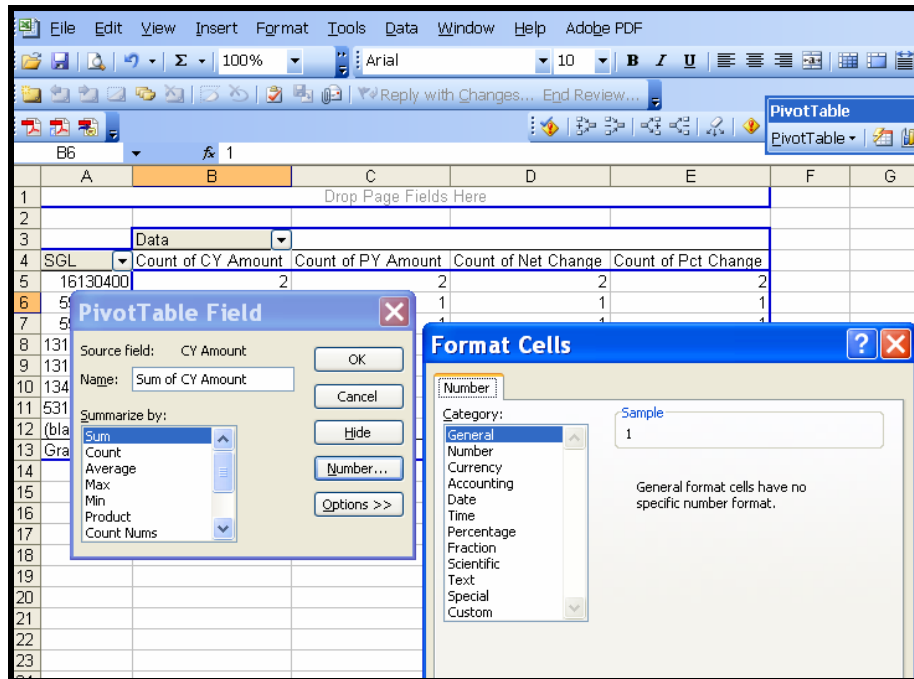 File Edit View Insert Format Tools Data Window Help Adobe PDF
Σ 100% Arial 10 B I U
Reply with Changes... End Review...
PivotTable
PivotTable
B6 fx 1
A B C D E F G
1 Drop Page Fields Here
2
3 Data
4 SGL Count of CY Amount Count of PY Amount Count of Net Change Count of Pct Change
5 16130400 2 2 2 2
6 1 1 1
7
8 131
9 131
10 134
11 531
12 (bla
13 Gra
14
15
16
17
18
19
20
21
22
23
PivotTable Field
Source field: CY Amount
Name: Sum of CY Amount
Summarize by:
Sum
Count
Average
Max
Min
Product
Count Nums
OK
Cancel
Hide
Number...
Options >>
Format Cells
Number
Category:
General
Number
Currency
Accounting
Date
Time
Percentage
Fraction
Scientific
Text
Special
Custom
Sample
1
General format cells have no
specific number format.